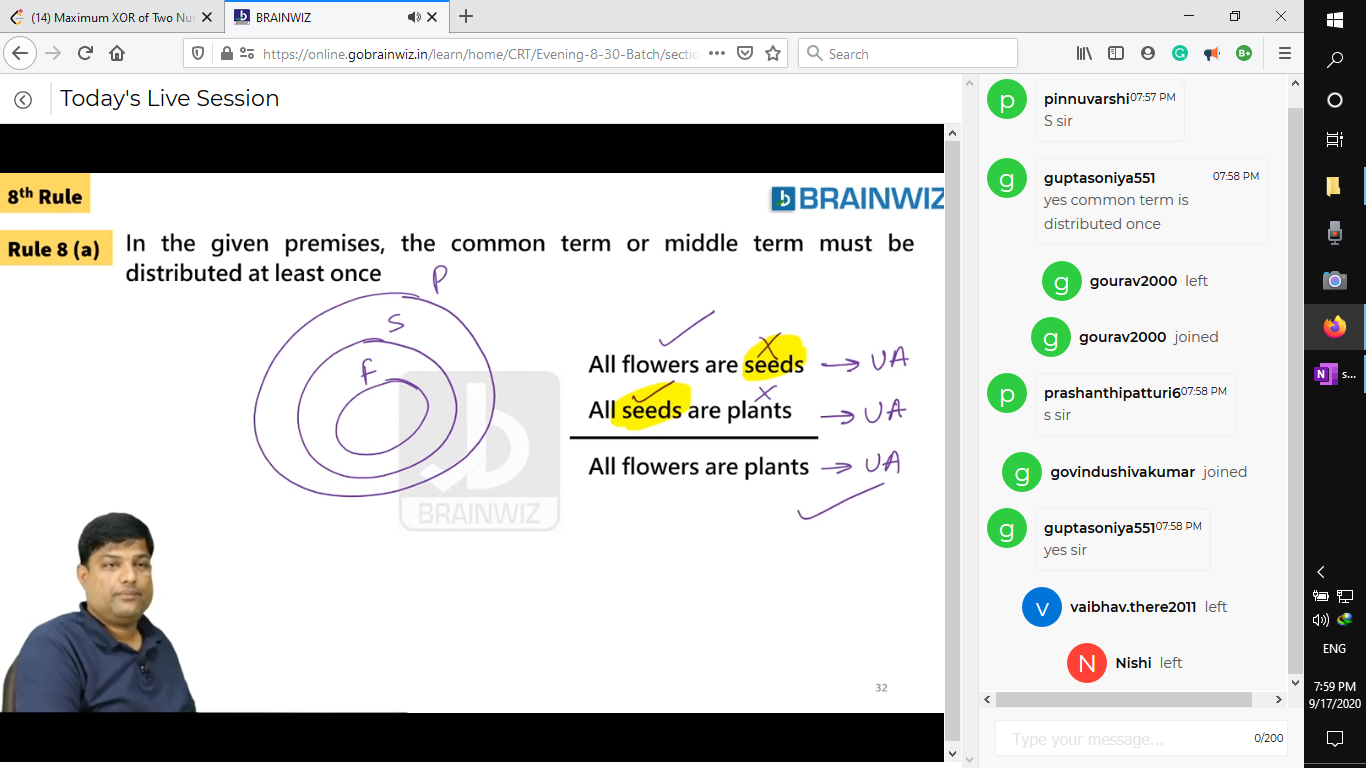 (14) Maximum XOR of Two Nu
BRAINWIZ
https://online.gobrainwiz.in/learn/home/CRT/Evening-8-30-Batch/sectio
Search
Today's Live Session
8th Rule
BRAINWIZ
Rule 8 (a)
In the given premises, the common term or middle term must be
distributed at least once
P
S
F
All flowers are seeds → UA
All seeds are plants → UA
All flowers are plants → UA
BRAINWIZ
32
p
pinnuvarshi 07:57 PM
S sir
g
guptasoniya551 07:58 PM
yes common term is
distributed once
g
gourav2000 left
g
gourav2000 joined
p
prashanthipatturi6 07:58 PM
s sir
g
govindushivakumar joined
g
guptasoniya551 07:58 PM
yes sir
v
vaibhav.there2011 left
N
Nishi left
Type your message...
0/200
B+
N s...
ENG
7:59 PM
9/17/2020